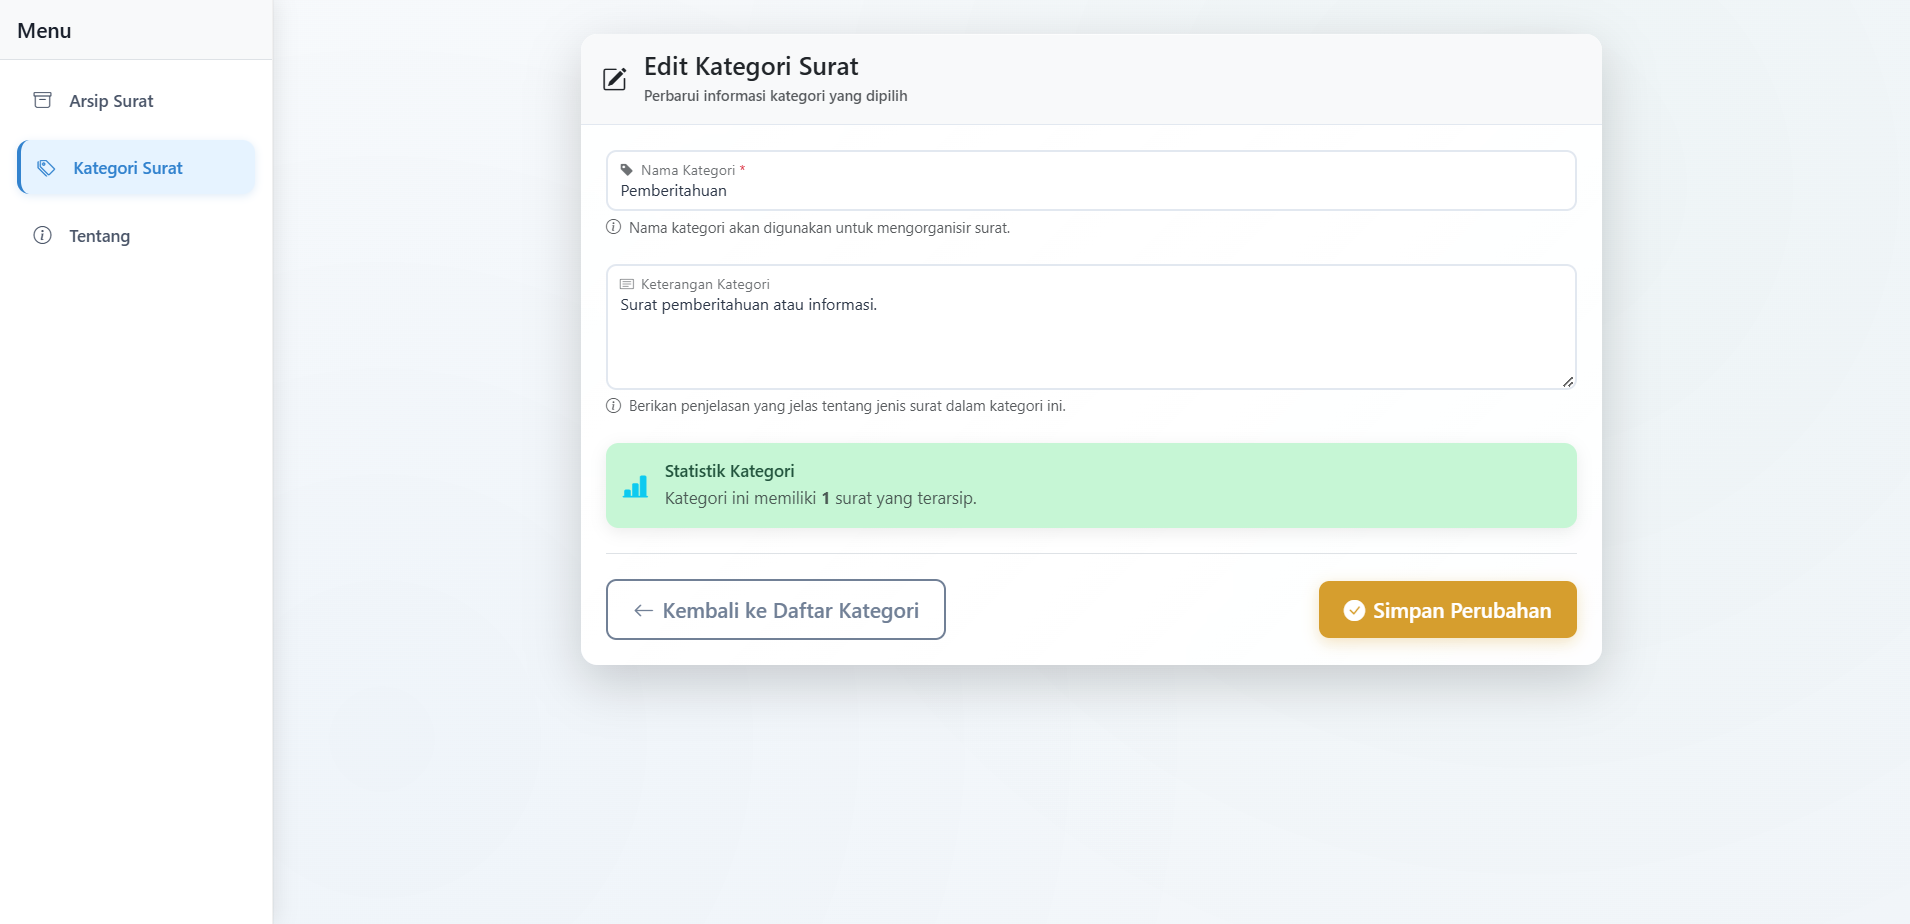 Menu
Arsip Surat
Kategori Surat
Tentang
Edit Kategori Surat
Perbarui informasi kategori yang dipilih
Nama Kategori *
Pemberitahuan
Nama kategori akan digunakan untuk mengorganisir surat.
Keterangan Kategori
Surat pemberitahuan atau informasi.
Berikan penjelasan yang jelas tentang jenis surat dalam kategori ini.
Statistik Kategori
Kategori ini memiliki 1 surat yang terarsip.
Kembali ke Daftar Kategori
Simpan Perubahan